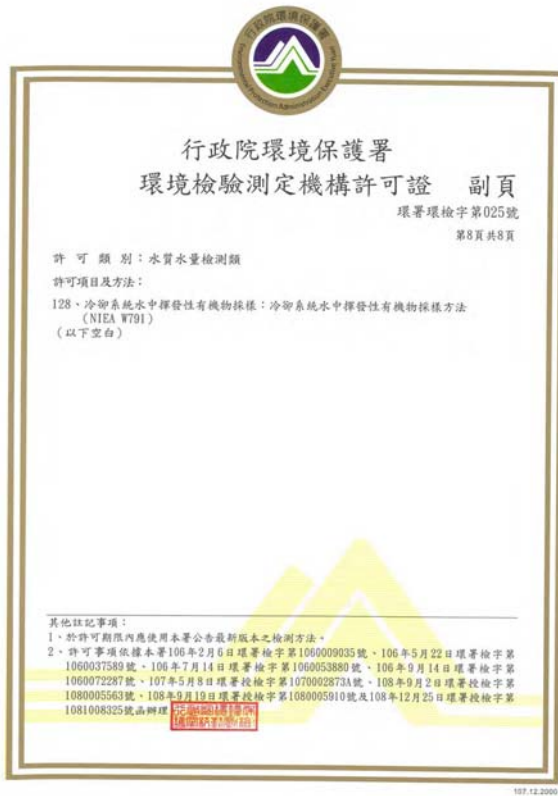 行政院環境保護署
行政院環境保護署
環境檢驗測定機構許可證 副頁
環署環檢字第025號
第8頁共8頁
許可類別：水質水量檢測類
許可項目及方法：
128、冷卻系統水中揮發性有機物採樣：冷卻系統水中揮發性有機物採樣方法
(NIEA W791)
(以下空白)
其他註記事項：
1、於許可期限內應使用本署公告最新版本之檢測方法。
2、許可事項依據本署106年2月6日環署檢字第1060009035號、106年5月22日環署檢字第
1060037589號、106年7月14日環署檢字第1060053880號、106年9月14日環署檢字第
1060072287號、107年5月8日環署授檢字第1070002873A號、108年9月2日環署授檢字第
1080005563號、108年9月19日環署授檢字第1080005910號及108年12月25日環署授檢字第
1081008325號函辦理
107.12.2000